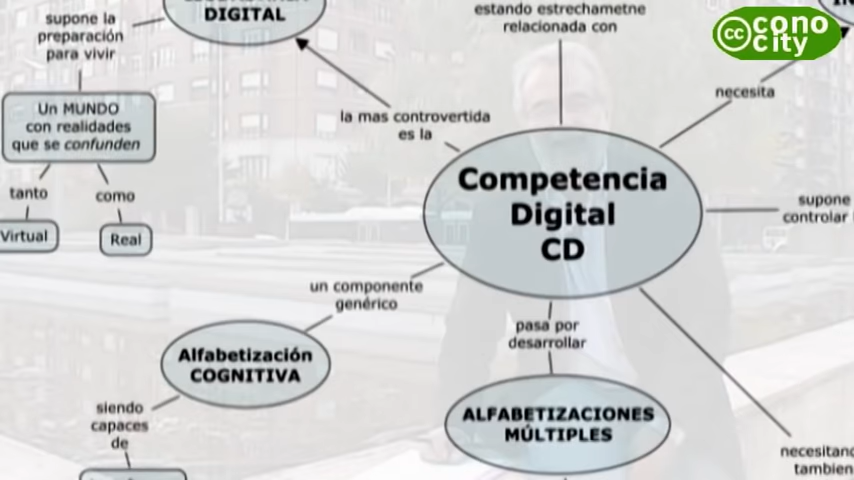 DIGITAL
supone la
preparación
para vivir
estando estrechametne
relacionada con
cc cono
city
necesita
Un MUNDO
con realidades
que se confunden
la mas controvertida
es la
tanto
como
Virtual
Real
Competencia
Digital
CD
supone
controlar
un componente
genérico
pasa por
desarrollar
Alfabetización
COGNITIVA
siendo
capaces
de
ALFABETIZACIONES
MÚLTIPLES
necesitand
tambien